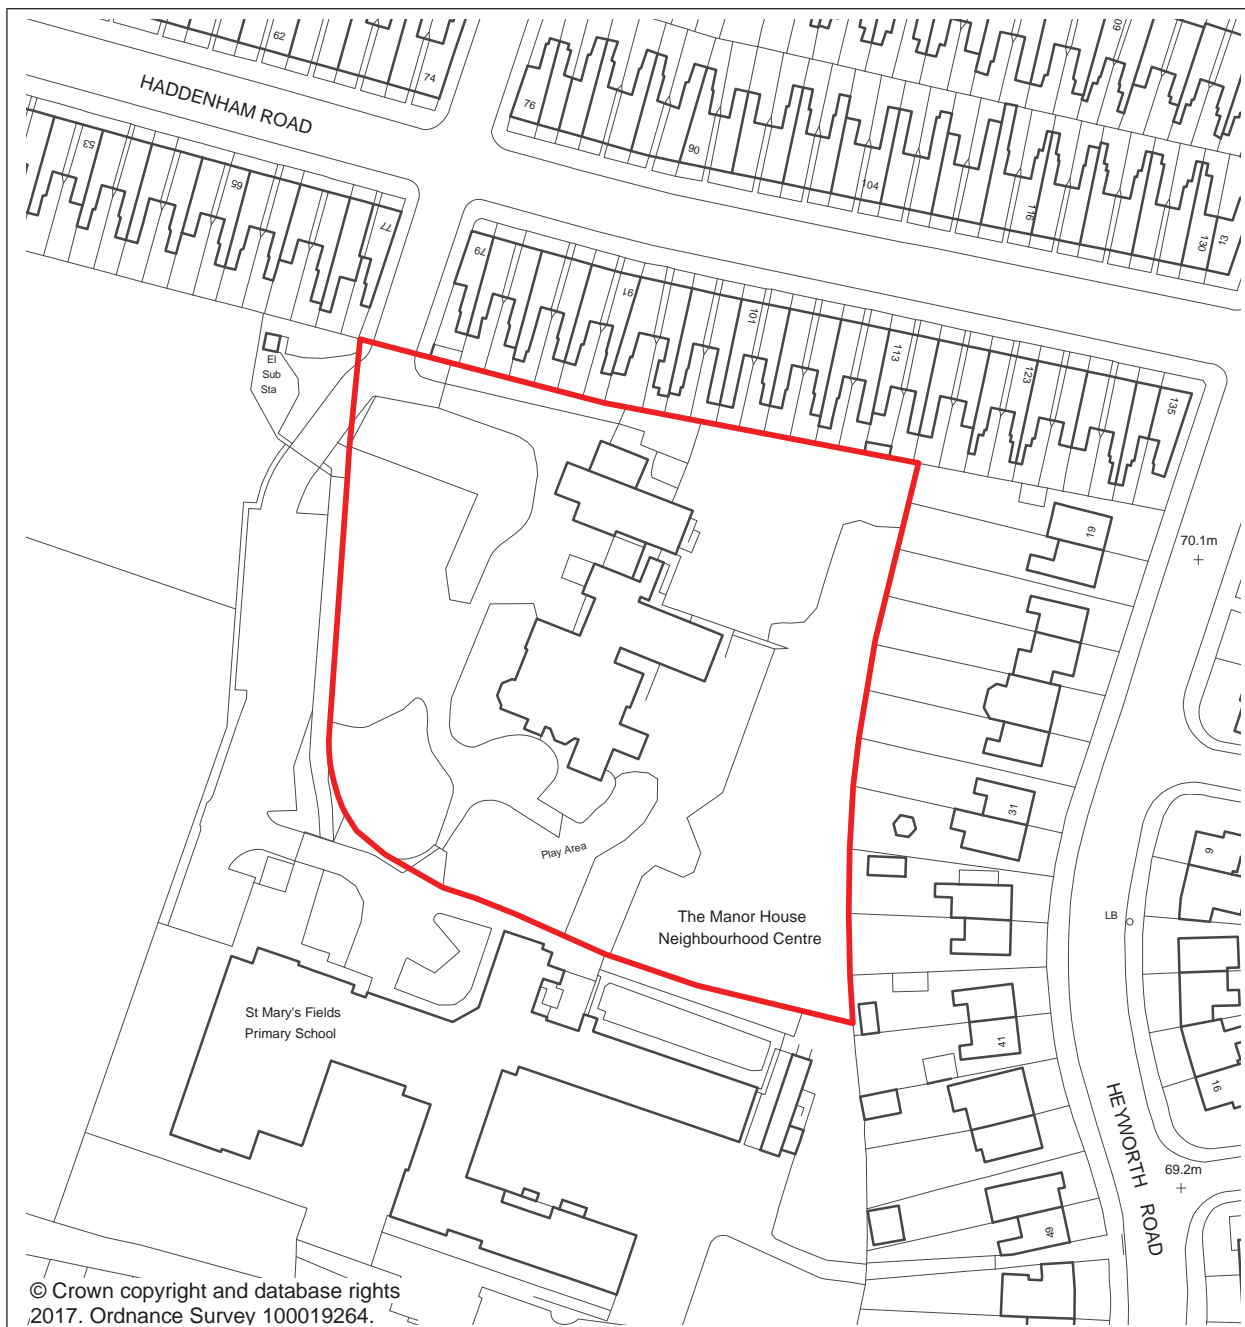 62
74
60
HADDENHAM ROAD
76
90
104
116
130
13
53
65
77
79
91
101
113
123
135
El
Sub
Sta
19
70.1m
31
9
Play Area
LB
The Manor House
Neighbourhood Centre
St Mary's Fields
Primary School
41
16
HEYWORTH ROAD
69.2m
49
© Crown copyright and database rights
2017. Ordnance Survey 100019264.